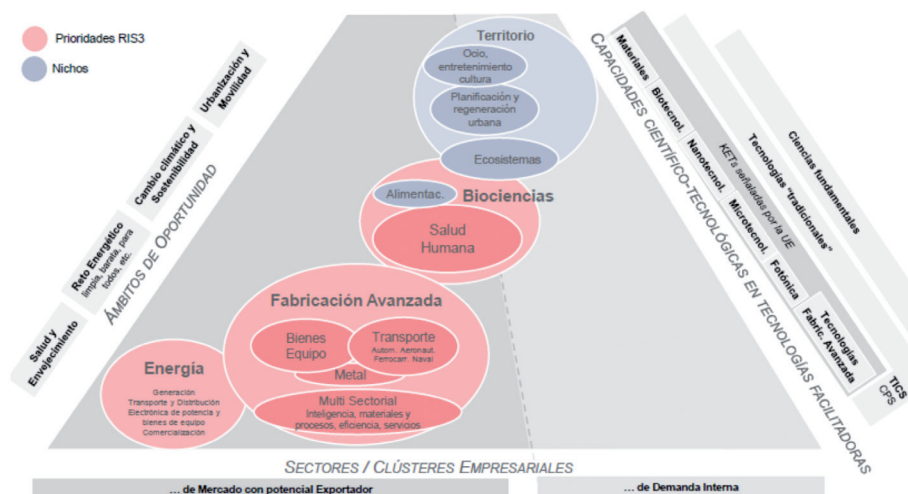 Prioridades RIS3
Nichos
Urbanización y
Movilidad
Cambio climático y
Sostenibilidad
Reto Energético
limpia, barata, para
todos, etc.
Salud y
Envejecimiento
ÁMBITOS DE OPORTUNIDAD
Territorio
Ocio,
entretenimiento
cultura
Planificación y
regeneración
urbana
Ecosistemas
Alimentac.
Biociencias
Salud
Humana
Fabricación Avanzada
Bienes
Equipo
Transporte
Autom. Aeronaut.
Ferrocarr. Naval
Metal
Multi Sectorial
Inteligencia, materiales y
procesos, eficiencia, servicios
Energía
Generación
Transporte y Distribución
Electrónica de potencia y
bienes de equipo
Comercialización
CAPACIDADES CIENTÍFICO-TECNOLÓGICAS EN TECNOLOGÍAS FACILITADORAS
Materiales
Biotecnol.
Nanotecnol.
Microtecnol.
Fotónica
Tecnologías
Fabric. Avanzada
KETs señaladas por la UE
Tecnologías "tradicionales"
Ciencias fundamentales
TICS
CPS
SECTORES / CLÚSTERES EMPRESARIALES
... de Mercado con potencial Exportador
... de Demanda Interna